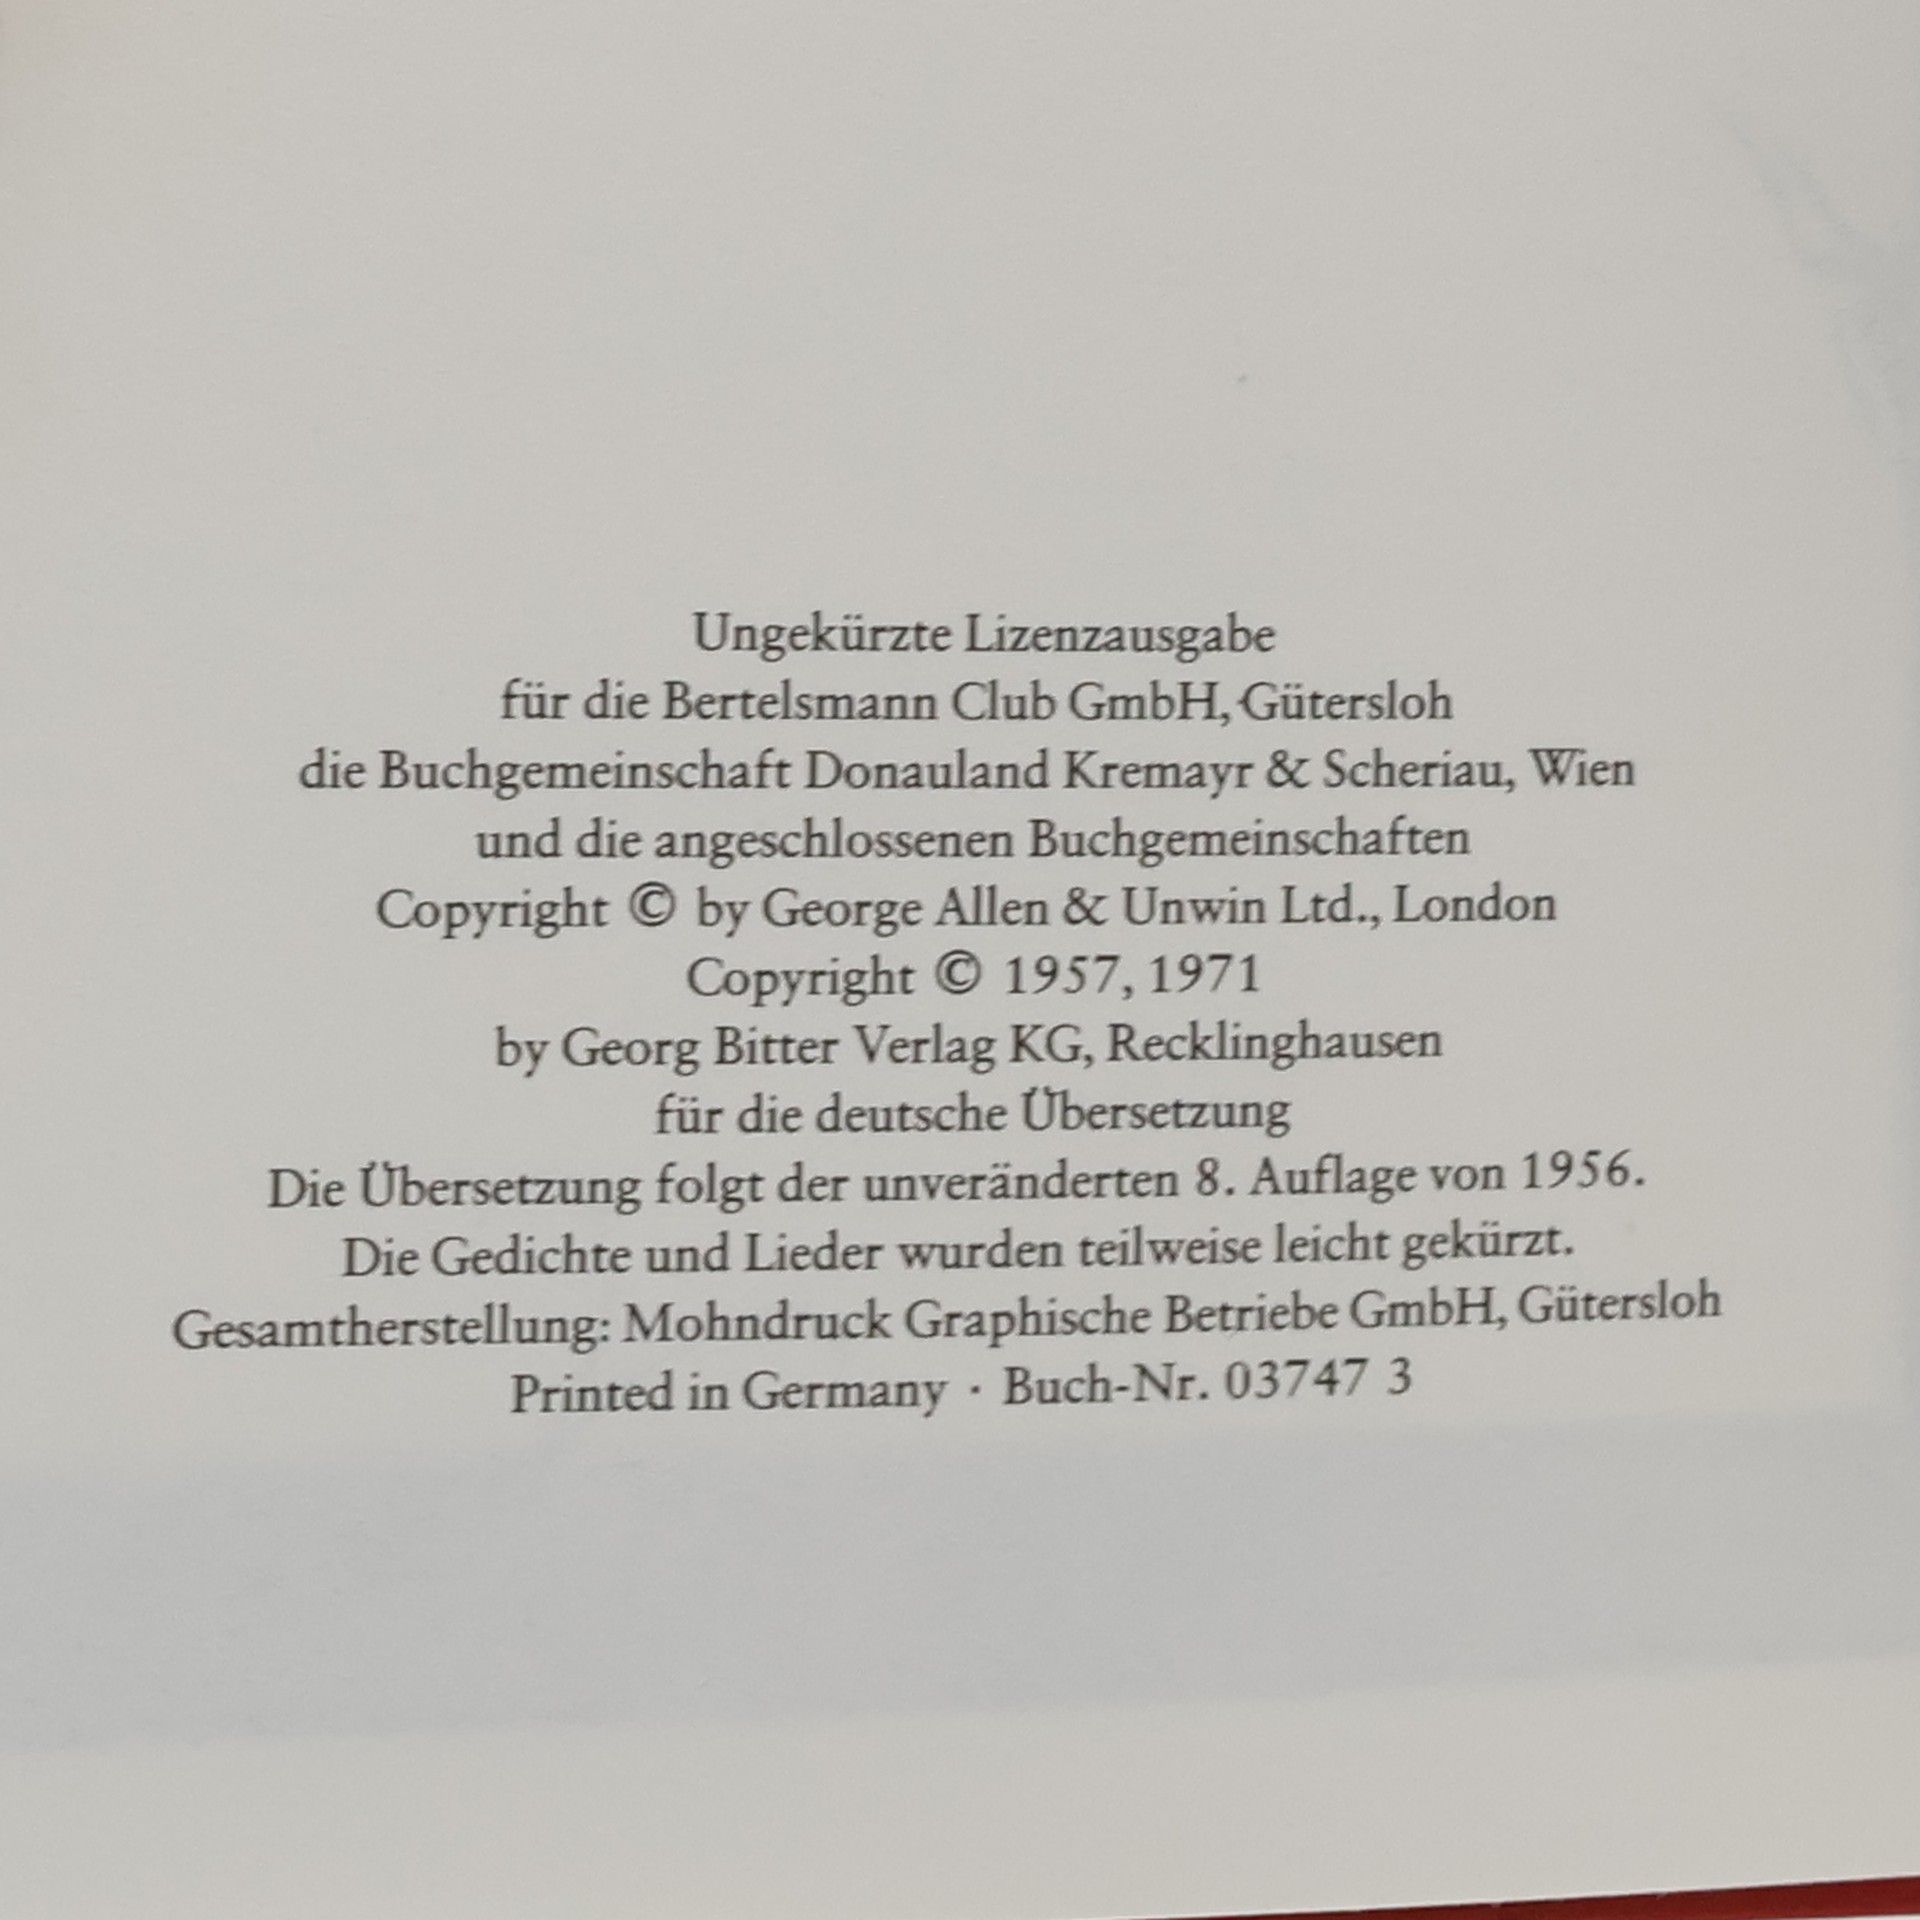 Ungekürzte Lizenzausgabe
für die Bertelsmann Club GmbH, Gütersloh
die Buchgemeinschaft Donauland Kremayr & Scheriau, Wien
und die angeschlossenen Buchgemeinschaften
Copyright © by George Allen & Unwin Ltd., London
Copyright © 1957, 1971
by Georg Bitter Verlag KG, Recklinghausen
für die deutsche Übersetzung
Die Übersetzung folgt der unveränderten 8. Auflage von 1956.
Die Gedichte und Lieder wurden teilweise leicht gekürzt.
Gesamtherstellung: Mohndruck Graphische Betriebe GmbH, Gütersloh
Printed in Germany · Buch-Nr. 03747 3